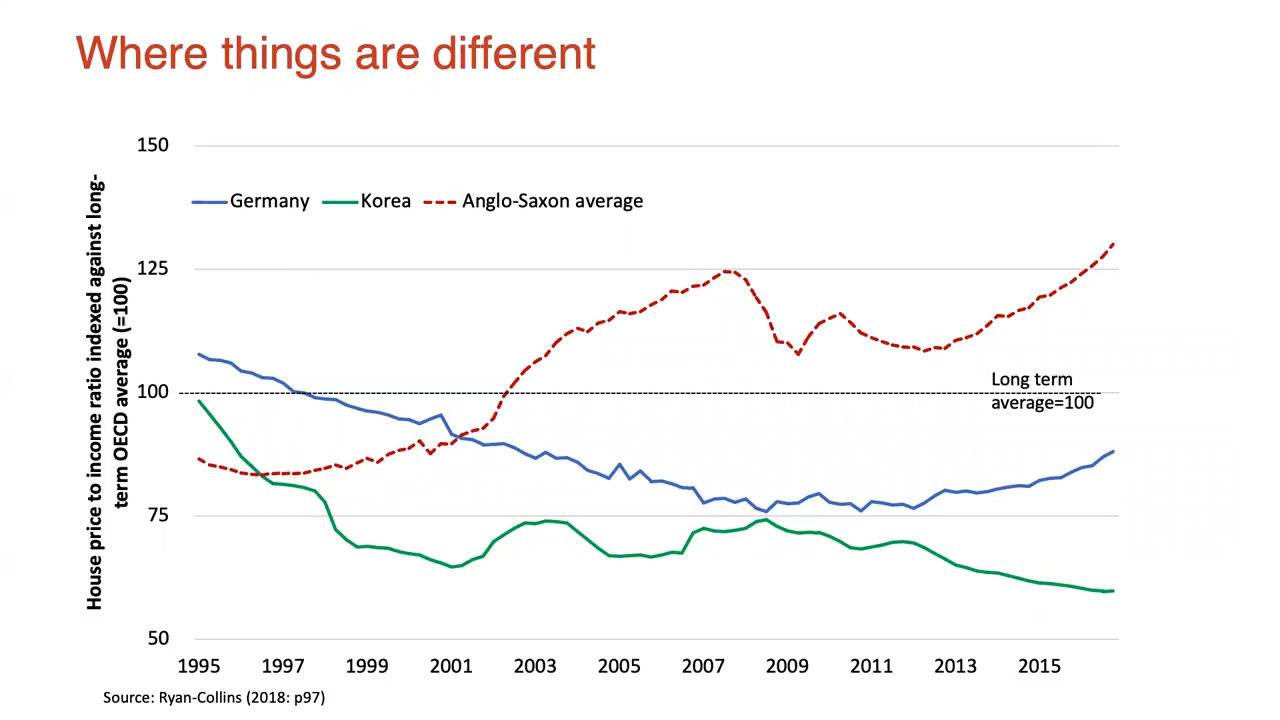 Where things are different
House price to income ratio indexed against long-
term OECD average (=100)
150
125
100
75
50
Germany
Korea
Anglo-Saxon average
Long term
average=100
1995 1997 1999 2001 2003 2005 2007 2009 2011 2013 2015
Source: Ryan-Collins (2018: p97)